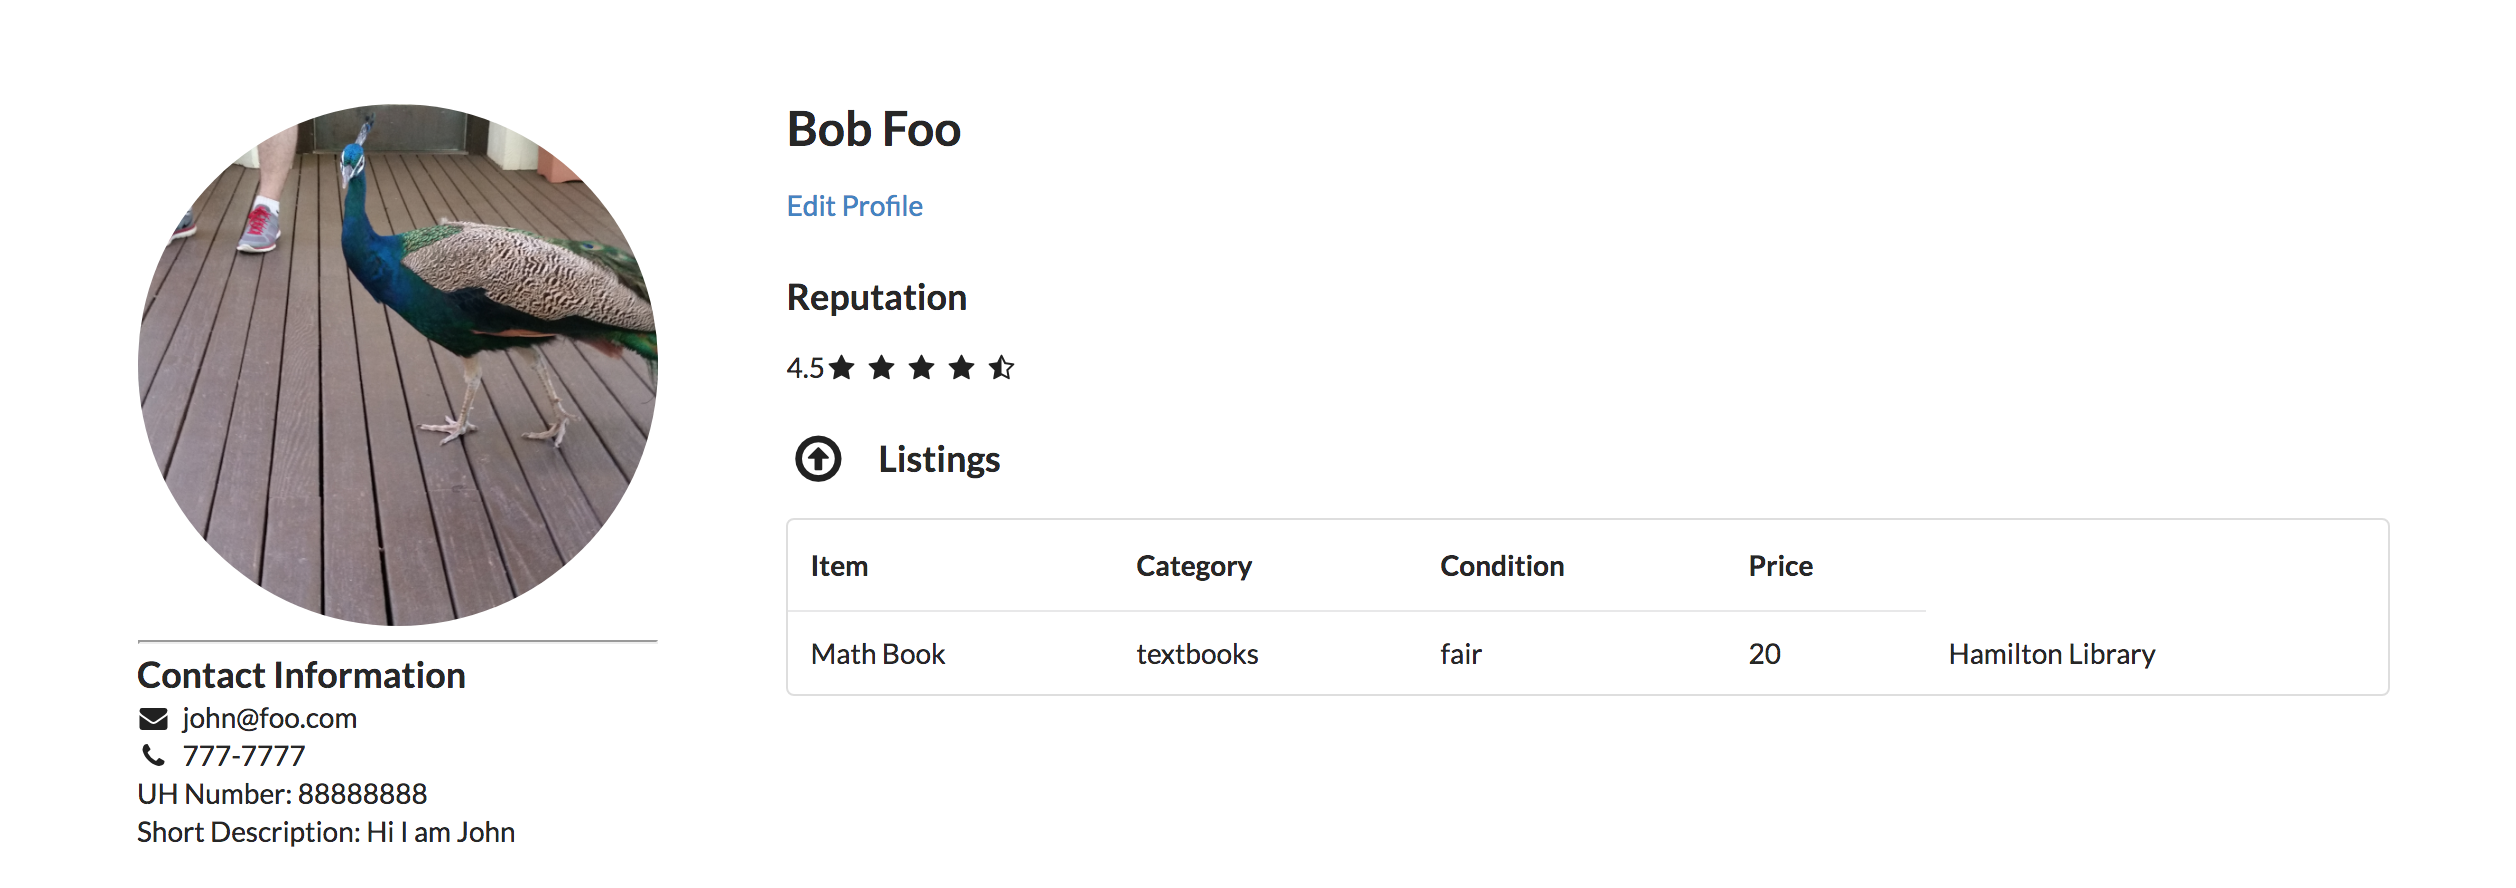 Bob Foo
Edit Profile
Reputation
4.5
Listings
Item Category Condition Price
Math Book textbooks fair 20 Hamilton Library
Contact Information
john@foo.com
777-7777
UH Number: 88888888
Short Description: Hi I am John